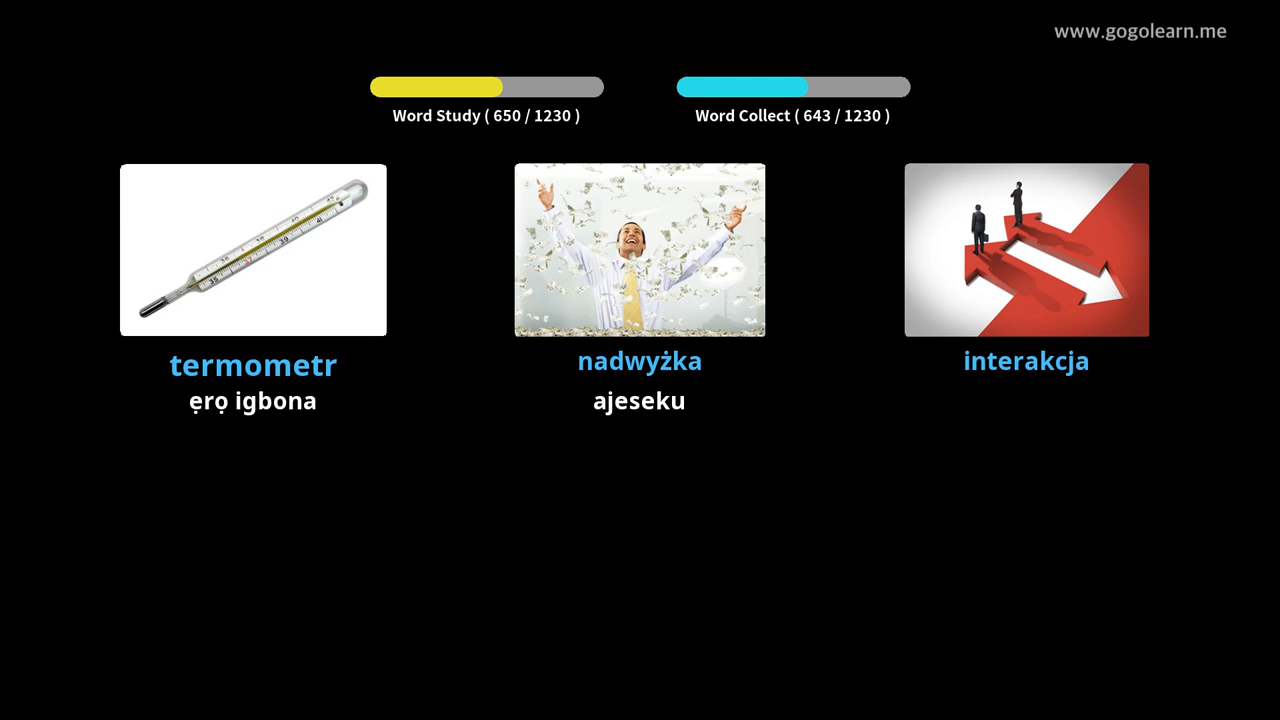 www.gogolearn.me
Word Study ( 650 / 1230 )
Word Collect ( 643 / 1230 )
termometr
ẹrọ igbona
nadwyżka
ajeseku
interakcja